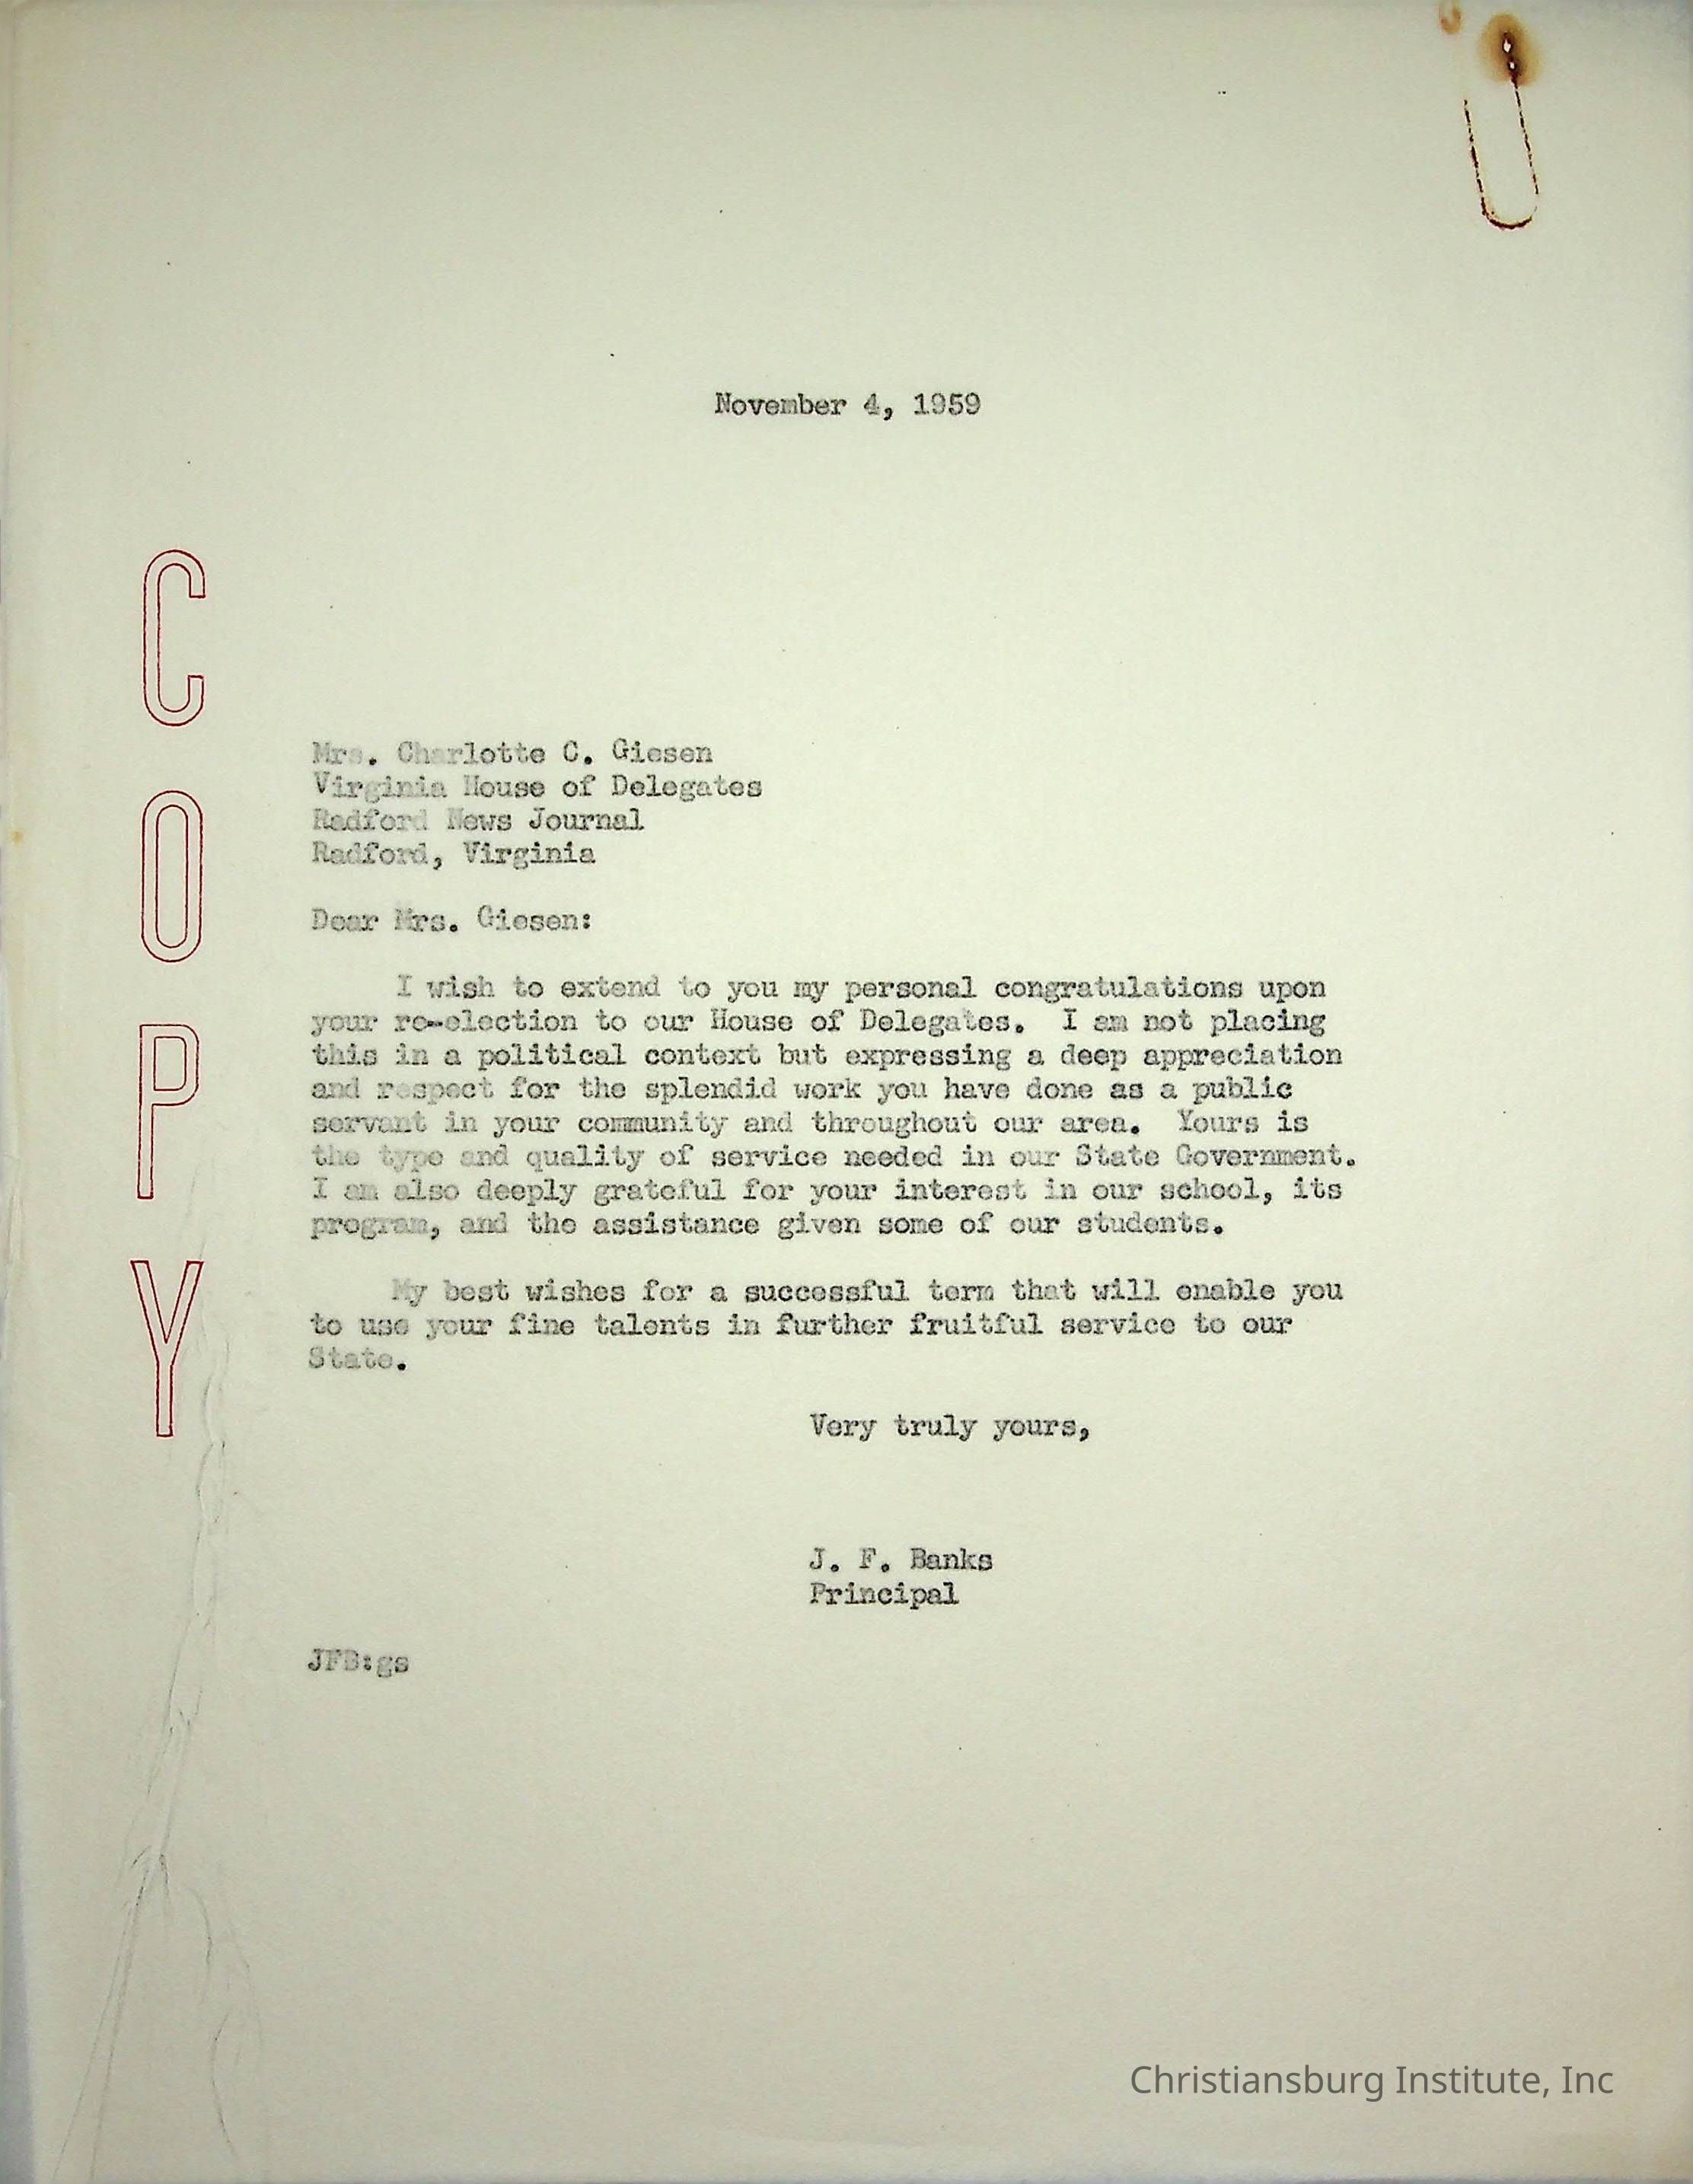 November 4, 1959
COPY
Mrs. Charlotte C. Giesen
Virginia House of Delegates
Radford News Journal
Radford, Virginia
Dear Mrs. Giesen:
I wish to extend to you my personal congratulations upon
your re-election to our House of Delegates. I am not placing
this in a political context but expressing a deep appreciation
and respect for the splendid work you have done as a public
servant in your community and throughout our area. Yours is
the type and quality of service needed in our State Government.
I am also deeply grateful for your interest in our school, its
program, and the assistance given some of our students.
My best wishes for a successful term that will enable you
to use your fine talents in further fruitful service to our
State.
Very truly yours,
J. F. Banks
Principal
JFB:gs
Christiansburg Institute, Inc